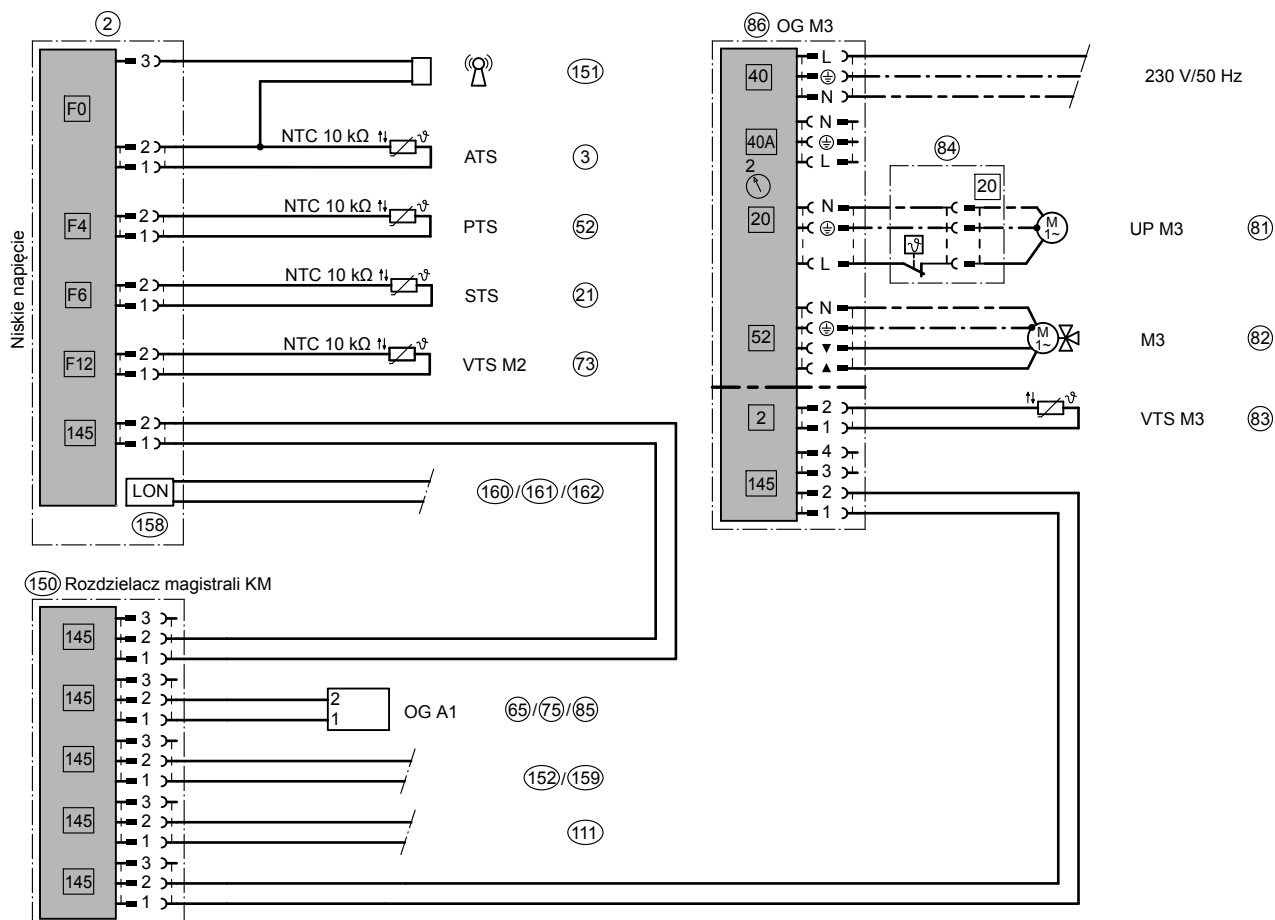 2
Niskie napięcie
3
151
F0
2
NTC 10 kΩ ϑ
1
ATS
3
F4
2
NTC 10 kΩ ϑ
1
PTS
52
F6
2
NTC 10 kΩ ϑ
1
STS
21
F12
2
NTC 10 kΩ ϑ
1
VTS M2
73
145
2
1
LON
160/161/162
158
150 Rozdzielacz magistrali KM
145
3
2
1
145
3
2
1
2
1
OG A1
65/75/85
145
3
2
1
152/159
145
3
2
1
111
145
3
2
1
86 OG M3
40
L
N
230 V/50 Hz
40A
N
L
2
84
20
20
N
L
ϑ
M
1~
UP M3
81
52
N
▼
▲
M
1~
M3
82
2
2
1
ϑ
VTS M3
83
145
4
3
2
1